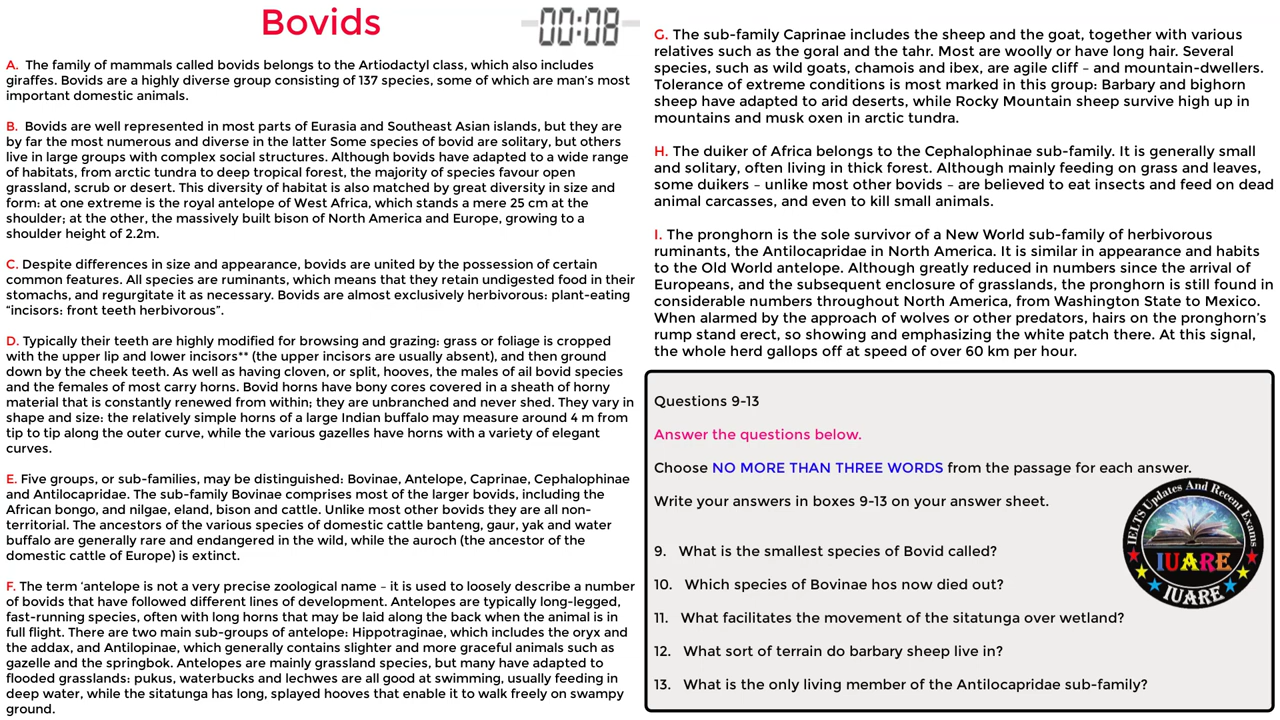 Bovids
00:08
A. The family of mammals called bovids belongs to the Artiodactyl class, which also includes
giraffes. Bovids are a highly diverse group consisting of 137 species, some of which are man's most
important domestic animals.
B. Bovids are well represented in most parts of Eurasia and Southeast Asian islands, but they are
by far the most numerous and diverse in the latter Some species of bovid are solitary, but others
live in large groups with complex social structures. Although bovids have adapted to a wide range
of habitats, from arctic tundra to deep tropical forest, the majority of species favour open
grassland, scrub or desert. This diversity of habitat is also matched by great diversity in size and
form: at one extreme is the royal antelope of West Africa, which stands a mere 25 cm at the
shoulder; at the other, the massively built bison of North America and Europe, growing to a
shoulder height of 2.2m.
C. Despite differences in size and appearance, bovids are united by the possession of certain
common features. All species are ruminants, which means that they retain undigested food in their
stomachs, and regurgitate it as necessary. Bovids are almost exclusively herbivorous: plant-eating
"incisors: front teeth herbivorous".
D. Typically their teeth are highly modified for browsing and grazing: grass or foliage is cropped
with the upper lip and lower incisors** (the upper incisors are usually absent), and then ground
down by the cheek teeth. As well as having cloven, or split, hooves, the males of ail bovid species
and the females of most carry horns. Bovid horns have bony cores covered in a sheath of horny
material that is constantly renewed from within; they are unbranched and never shed. They vary in
shape and size: the relatively simple horns of a large Indian buffalo may measure around 4 m from
tip to tip along the outer curve, while the various gazelles have horns with a variety of elegant
curves.
E. Five groups, or sub-families, may be distinguished: Bovinae, Antelope, Caprinae, Cephalophinae
and Antilocapridae. The sub-family Bovinae comprises most of the larger bovids, including the
African bongo, and nilgae, eland, bison and cattle. Unlike most other bovids they are all non-
territorial. The ancestors of the various species of domestic cattle banteng, gaur, yak and water
buffalo are generally rare and endangered in the wild, while the auroch (the ancestor of the
domestic cattle of Europe) is extinct.
F. The term 'antelope is not a very precise zoological name – it is used to loosely describe a number
of bovids that have followed different lines of development. Antelopes are typically long-legged,
fast-running species, often with long horns that may be laid along the back when the animal is in
full flight. There are two main sub-groups of antelope: Hippotraginae, which includes the oryx and
the addax, and Antilopinae, which generally contains slighter and more graceful animals such as
gazelle and the springbok. Antelopes are mainly grassland species, but many have adapted to
flooded grasslands: pukus, waterbucks and lechwes are all good at swimming, usually feeding in
deep water, while the sitatunga has long, splayed hooves that enable it to walk freely on swampy
ground.
G. The sub-family Caprinae includes the sheep and the goat, together with various
relatives such as the goral and the tahr. Most are woolly or have long hair. Several
species, such as wild goats, chamois and ibex, are agile cliff – and mountain-dwellers.
Tolerance of extreme conditions is most marked in this group: Barbary and bighorn
sheep have adapted to arid deserts, while Rocky Mountain sheep survive high up in
mountains and musk oxen in arctic tundra.
H. The duiker of Africa belongs to the Cephalophinae sub-family. It is generally small
and solitary, often living in thick forest. Although mainly feeding on grass and leaves,
some duikers – unlike most other bovids – are believed to eat insects and feed on dead
animal carcasses, and even to kill small animals.
I. The pronghorn is the sole survivor of a New World sub-family of herbivorous
ruminants, the Antilocapridae in North America. It is similar in appearance and habits
to the Old World antelope. Although greatly reduced in numbers since the arrival of
Europeans, and the subsequent enclosure of grasslands, the pronghorn is still found in
considerable numbers throughout North America, from Washington State to Mexico.
When alarmed by the approach of wolves or other predators, hairs on the pronghorn's
rump stand erect, so showing and emphasizing the white patch there. At this signal,
the whole herd gallops off at speed of over 60 km per hour.
Questions 9-13
Answer the questions below.
Choose NO MORE THAN THREE WORDS from the passage for each answer.
Write your answers in boxes 9-13 on your answer sheet.
9. What is the smallest species of Bovid called?
10. Which species of Bovinae hos now died out?
11. What facilitates the movement of the sitatunga over wetland?
12. What sort of terrain do barbary sheep live in?
13. What is the only living member of the Antilocapridae sub-family?
IELTS Updates And Recent Exams
IUARE
IUARE